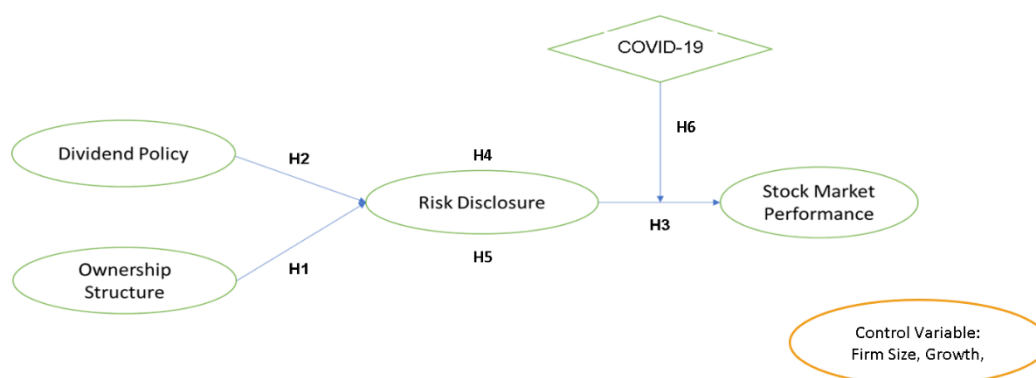 COVID-19
H6
Dividend Policy
H2
H4
Risk Disclosure
Stock Market
Performance
H3
H5
Ownership
Structure
H1
Control Variable:
Firm Size, Growth,